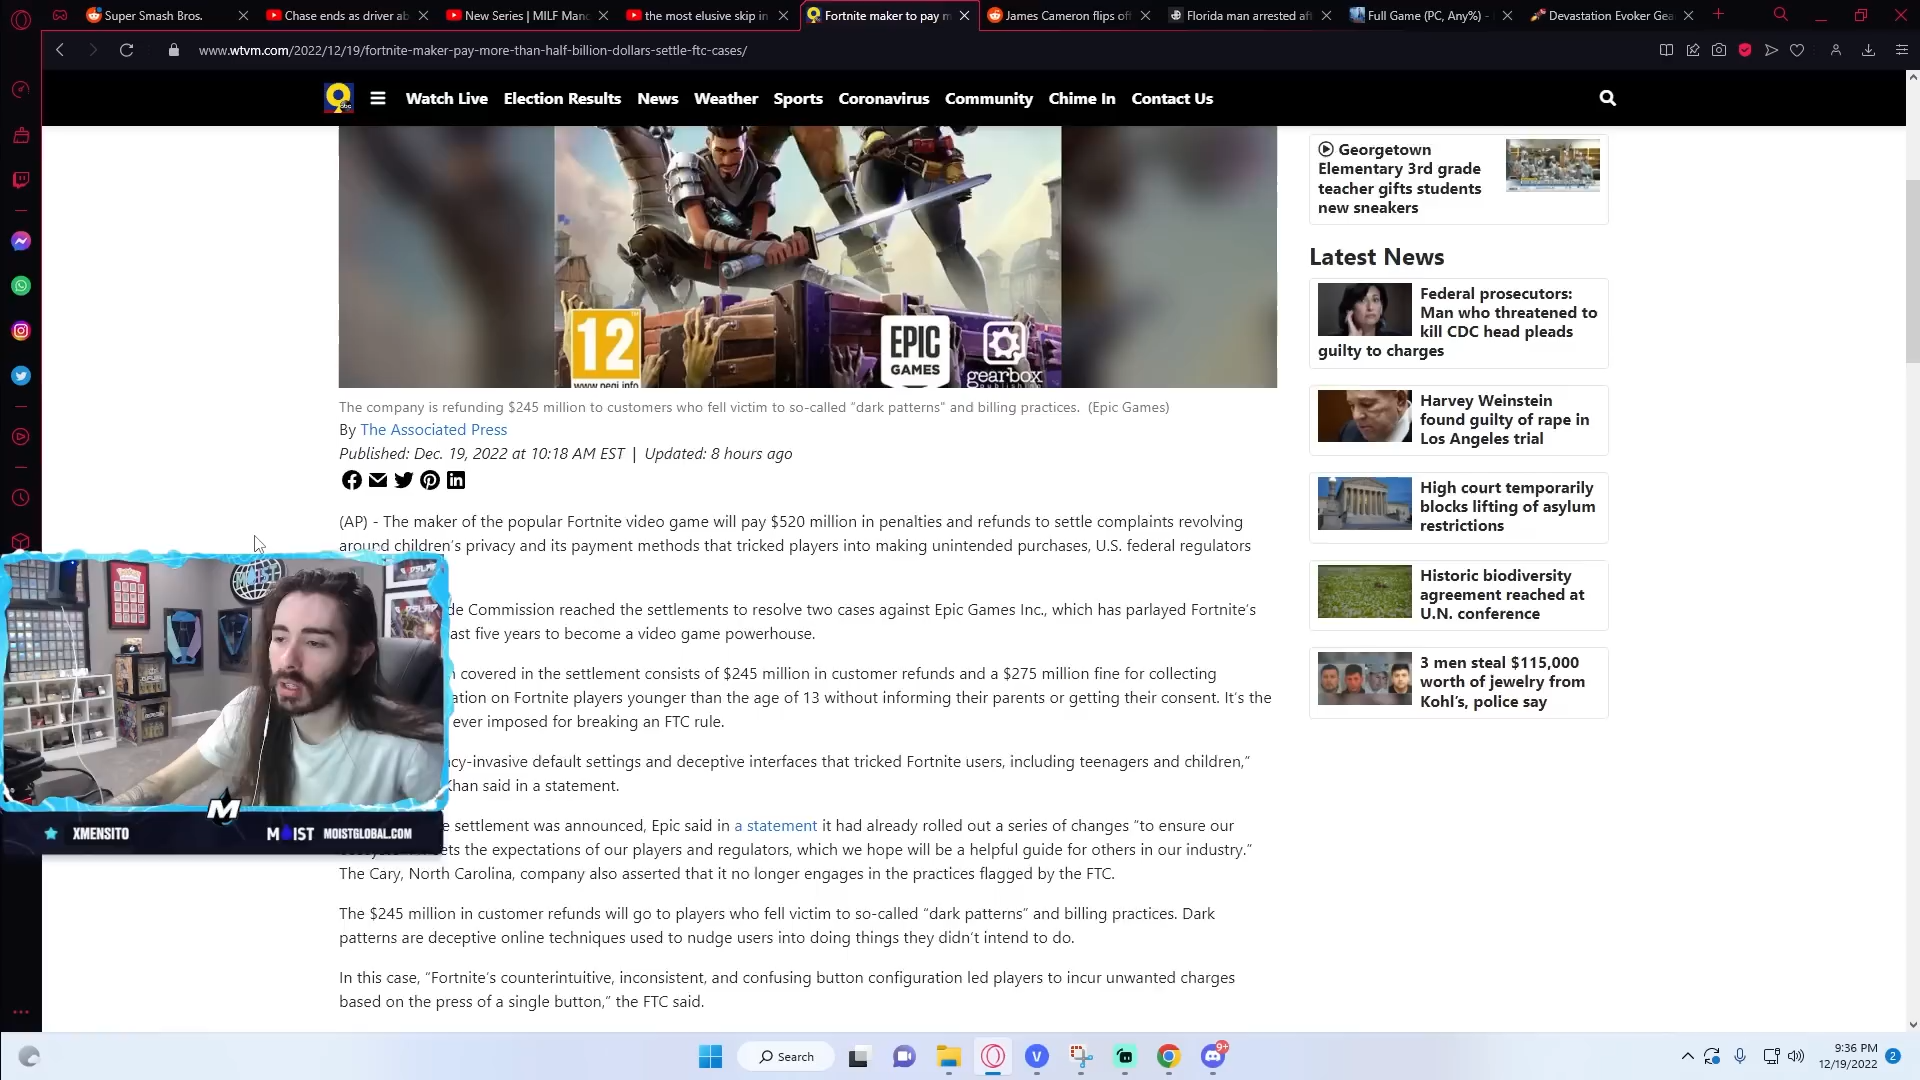 Super Smash Bros.
Chase ends as driver ab
New Series | MILF Man
the most elusive skip in
Fortnite maker to pay m
James Cameron flips of
Florida man arrested aft
Full Game (PC, Any%) -
Devastation Evoker Gea
www.wtvm.com/2022/12/19/fortnite-maker-pay-more-than-half-billion-dollars-settle-ftc-cases/
9 abc
Watch Live Election Results News Weather Sports Coronavirus Community Chime In Contact Us
12
www.pegi.info
EPIC
GAMES
gearbox
publishing
The company is refunding $245 million to customers who fell victim to so-called “dark patterns” and billing practices. (Epic Games)
By The Associated Press
Published: Dec. 19, 2022 at 10:18 AM EST | Updated: 8 hours ago
(AP) - The maker of the popular Fortnite video game will pay $520 million in penalties and refunds to settle complaints revolving
around children’s privacy and its payment methods that tricked players into making unintended purchases, U.S. federal regulators
de Commission reached the settlements to resolve two cases against Epic Games Inc., which has parlayed Fortnite’s
ast five years to become a video game powerhouse.
covered in the settlement consists of $245 million in customer refunds and a $275 million fine for collecting
ation on Fortnite players younger than the age of 13 without informing their parents or getting their consent. It’s the
ever imposed for breaking an FTC rule.
cy-invasive default settings and deceptive interfaces that tricked Fortnite users, including teenagers and children,”
Khan said in a statement.
e settlement was announced, Epic said in a statement it had already rolled out a series of changes “to ensure our
ets the expectations of our players and regulators, which we hope will be a helpful guide for others in our industry.”
The Cary, North Carolina, company also asserted that it no longer engages in the practices flagged by the FTC.
The $245 million in customer refunds will go to players who fell victim to so-called “dark patterns” and billing practices. Dark
patterns are deceptive online techniques used to nudge users into doing things they didn’t intend to do.
In this case, “Fortnite’s counterintuitive, inconsistent, and confusing button configuration led players to incur unwanted charges
based on the press of a single button,” the FTC said.
Georgetown
Elementary 3rd grade
teacher gifts students
new sneakers
Latest News
Federal prosecutors:
Man who threatened to
kill CDC head pleads
guilty to charges
Harvey Weinstein
found guilty of rape in
Los Angeles trial
High court temporarily
blocks lifting of asylum
restrictions
Historic biodiversity
agreement reached at
U.N. conference
3 men steal $115,000
worth of jewelry from
Kohl’s, police say
M
XMENSITO
MOIST
MOISTGLOBAL.COM
Search
9+
9:36 PM
12/19/2022
2